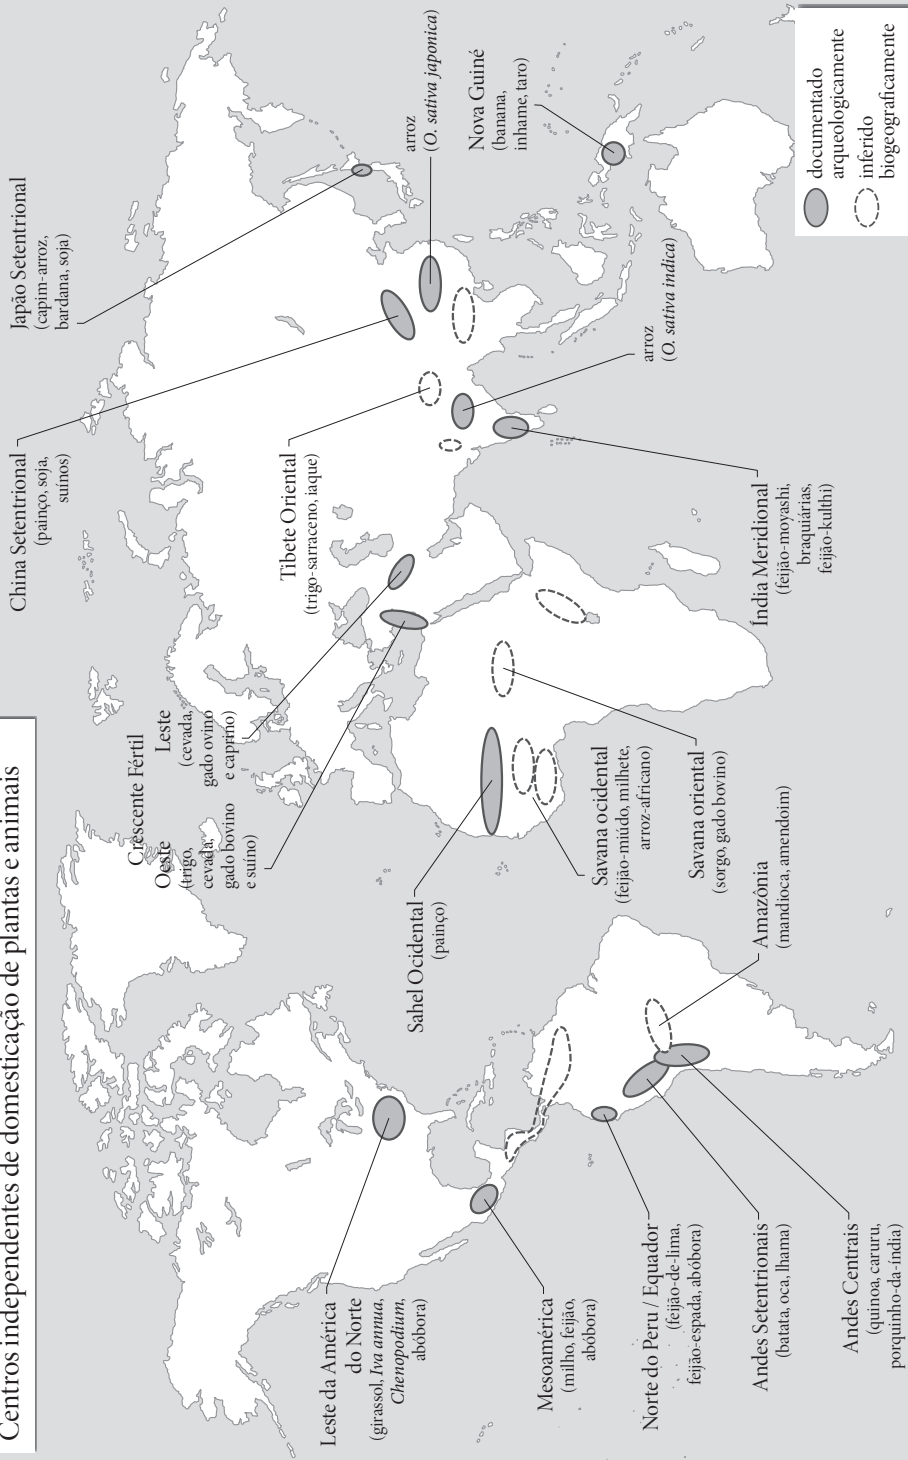 Centros independentes de domesticação de plantas e animais
Leste da América
do Norte
(girassol, Iva annua,
Chenopodium,
abóbora)
Mesoamérica
(milho, feijão,
abóbora)
Norte do Peru / Equador
(feijão-de-lima,
feijão-espada, abóbora)
Andes Setentrionais
(batata, oca, lhama)
Andes Centrais
(quinoa, caruru,
porquinho-da-índia)
Amazônia
(mandioca, amendoim)
Sahel Ocidental
(painço)
Crescente Fértil
Oeste
(trigo,
cevada,
gado bovino
e suíno)
Leste
(cevada,
gado ovino
e caprino)
Savana ocidental
(feijão-miúdo, milhete,
arroz-africano)
Savana oriental
(sorgo, gado bovino)
China Setentrional
(painço, soja,
suínos)
Tibete Oriental
(trigo-sarraceno, iaque)
Índia Meridional
(feijão-moyashi,
braquiárias,
feijão-kulthi)
Japão Setentrional
(capim-arroz,
bardana, soja)
arroz
(O. sativa indica)
arroz
(O. sativa japonica)
Nova Guiné
(banana,
inhame, taro)
documentado
arqueologicamente
inferido
biogeograficamente